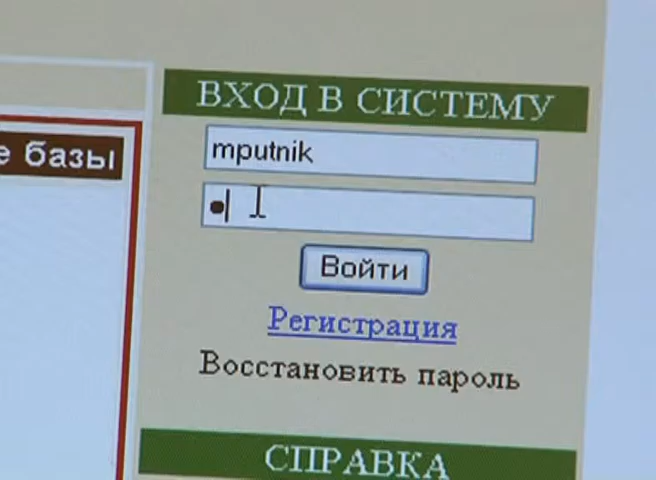 ВХОД В СИСТЕМУ
е базы
mputnik
Войти
Регистрация
Восстановить пароль
СПРАВКА